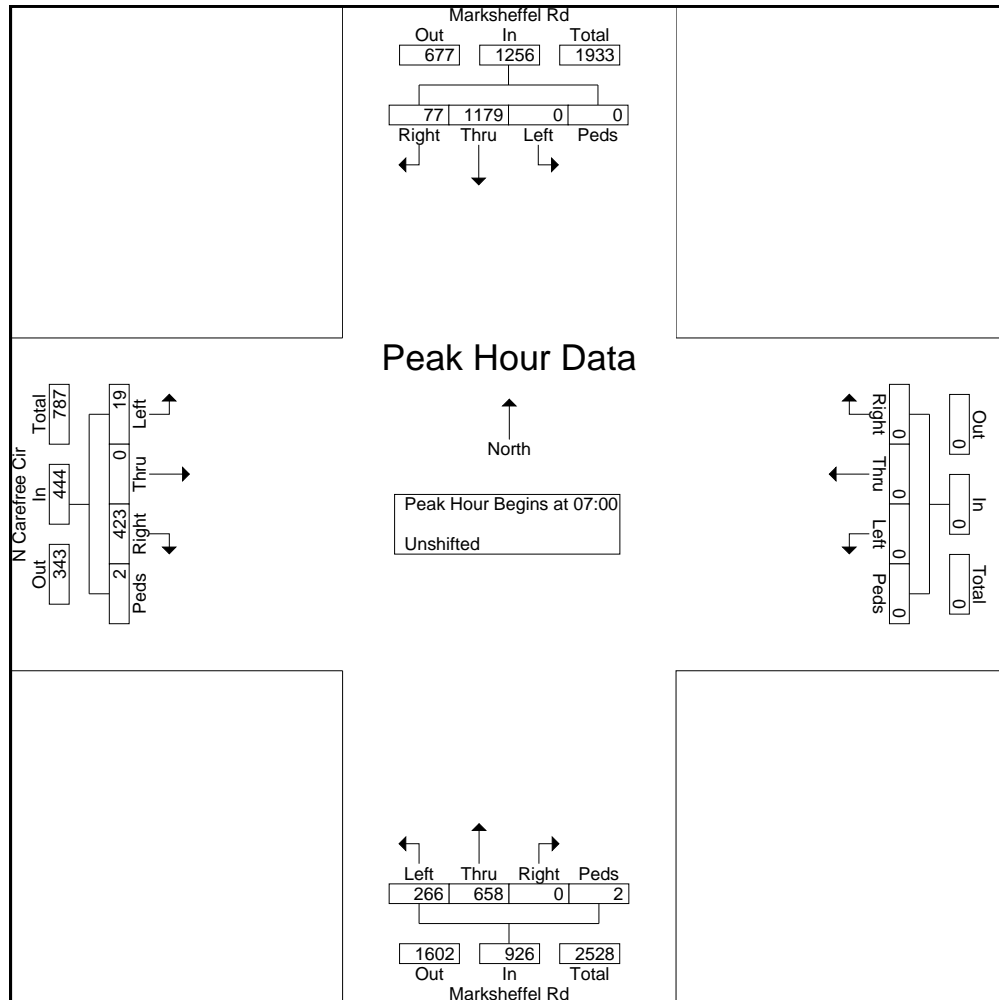 Marksheffel Rd
Out In Total
677 1256 1933
77 1179 0 0
Right Thru Left Peds
Peak Hour Data
North
Peak Hour Begins at 07:00
Unshifted
N Carefree Cir
Total In Out
787 444 343
19 0 423 2
Left Thru Right Peds
Right Thru Left Peds
0 0 0 0
Out In Total
0 0 0
Left Thru Right Peds
266 658 0 2
1602 926 2528
Out In Total
Marksheffel Rd